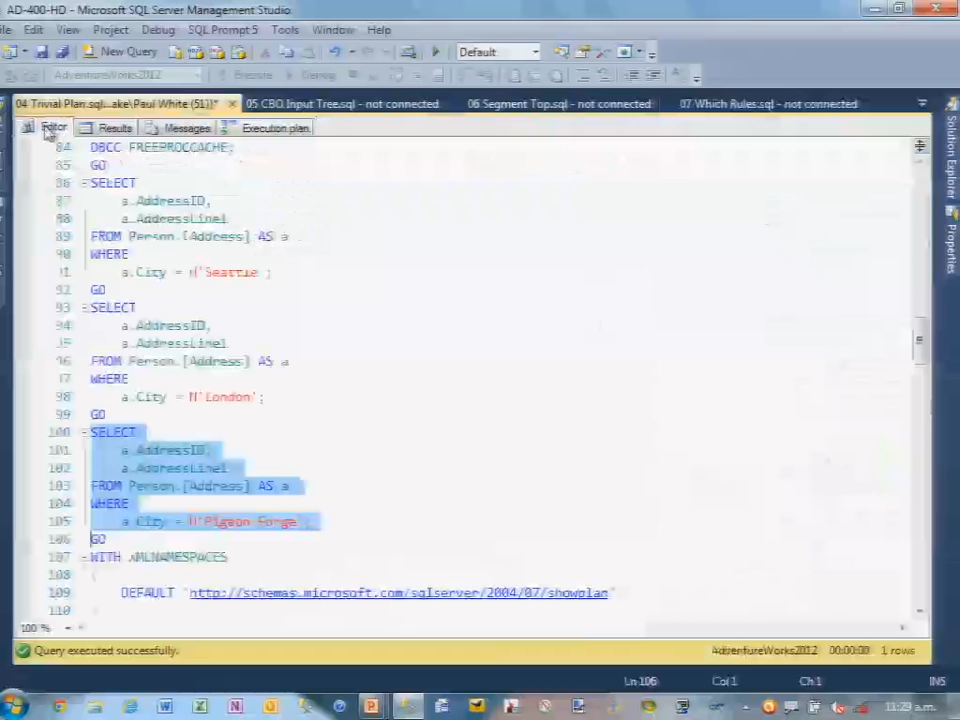 AD-400-HD - Microsoft SQL Server Management Studio
File Edit View Project Debug SQL Prompt 5 Tools Window Help
New Query Default
AdventureWorks2012 Execute Debug
04 Trivial Plan.sql...ake\Paul White (51))* 05 CBO Input Tree.sql - not connected 06 Segment Top.sql - not connected 07 Which Rules.sql - not connected
Editor Results Messages Execution plan
84 DBCC FREEPROCCACHE;
85 GO
86 SELECT
87 a.AddressID,
88 a.AddressLine1
89 FROM Person.[Address] AS a
90 WHERE
91 a.City = N'Seattle';
92 GO
93 SELECT
94 a.AddressID,
95 a.AddressLine1
96 FROM Person.[Address] AS a
97 WHERE
98 a.City = N'London';
99 GO
100 SELECT
101 a.AddressID,
102 a.AddressLine1
103 FROM Person.[Address] AS a
104 WHERE
105 a.City = N'Pigeon Forge';
106 GO
107 WITH XMLNAMESPACES
108 (
109 DEFAULT 'http://schemas.microsoft.com/sqlserver/2004/07/showplan'
110
100 %
Query executed successfully. AdventureWorks2012 00:00:00 1 rows
Ln 106 Col 1 Ch 1 INS
11:29 a.m.
Solution Explorer
Properties